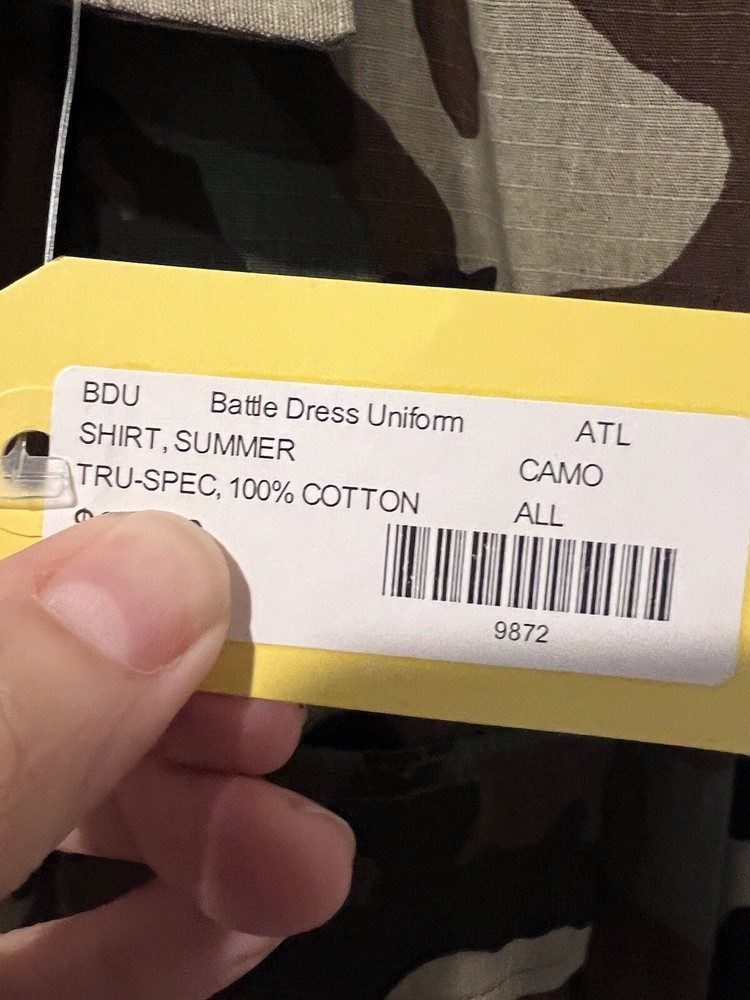 BDU Battle Dress Uniform ATL
SHIRT, SUMMER CAMO
TRU-SPEC, 100% COTTON ALL
9872